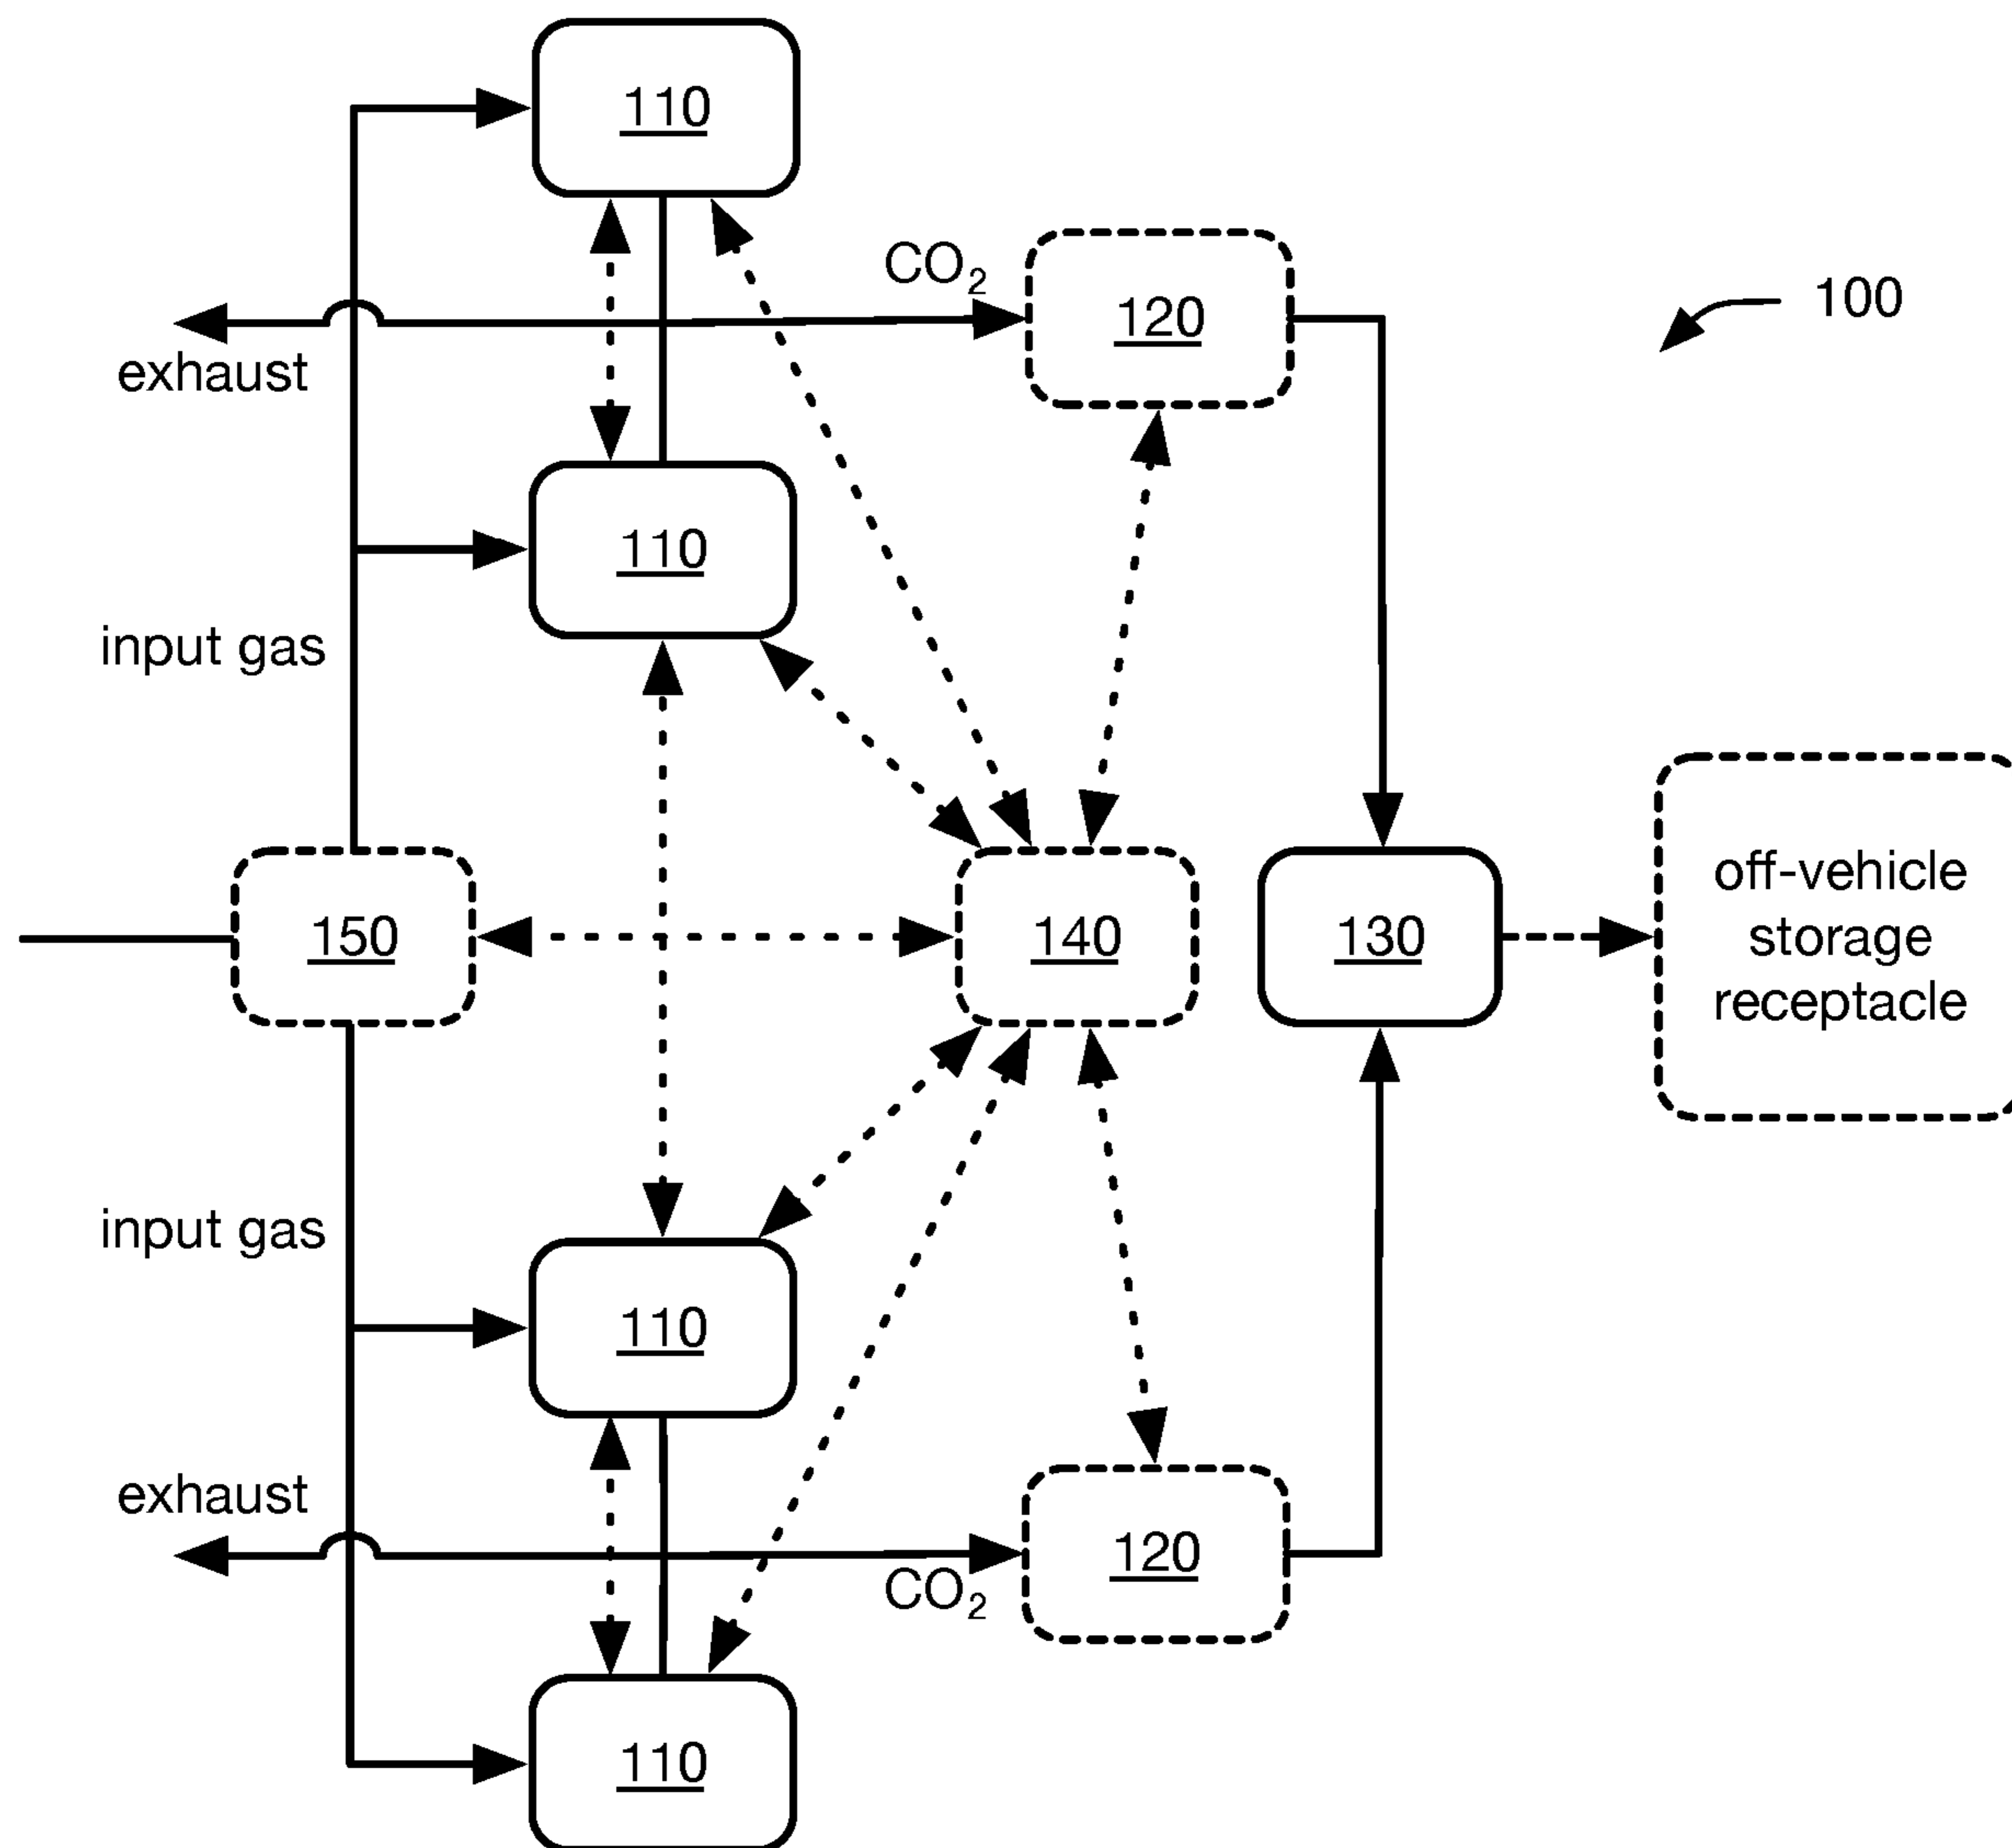 110
CO₂
120
100
exhaust
110
input gas
150
140
130
off-vehicle
storage
receptacle
input gas
110
exhaust
CO₂
120
110